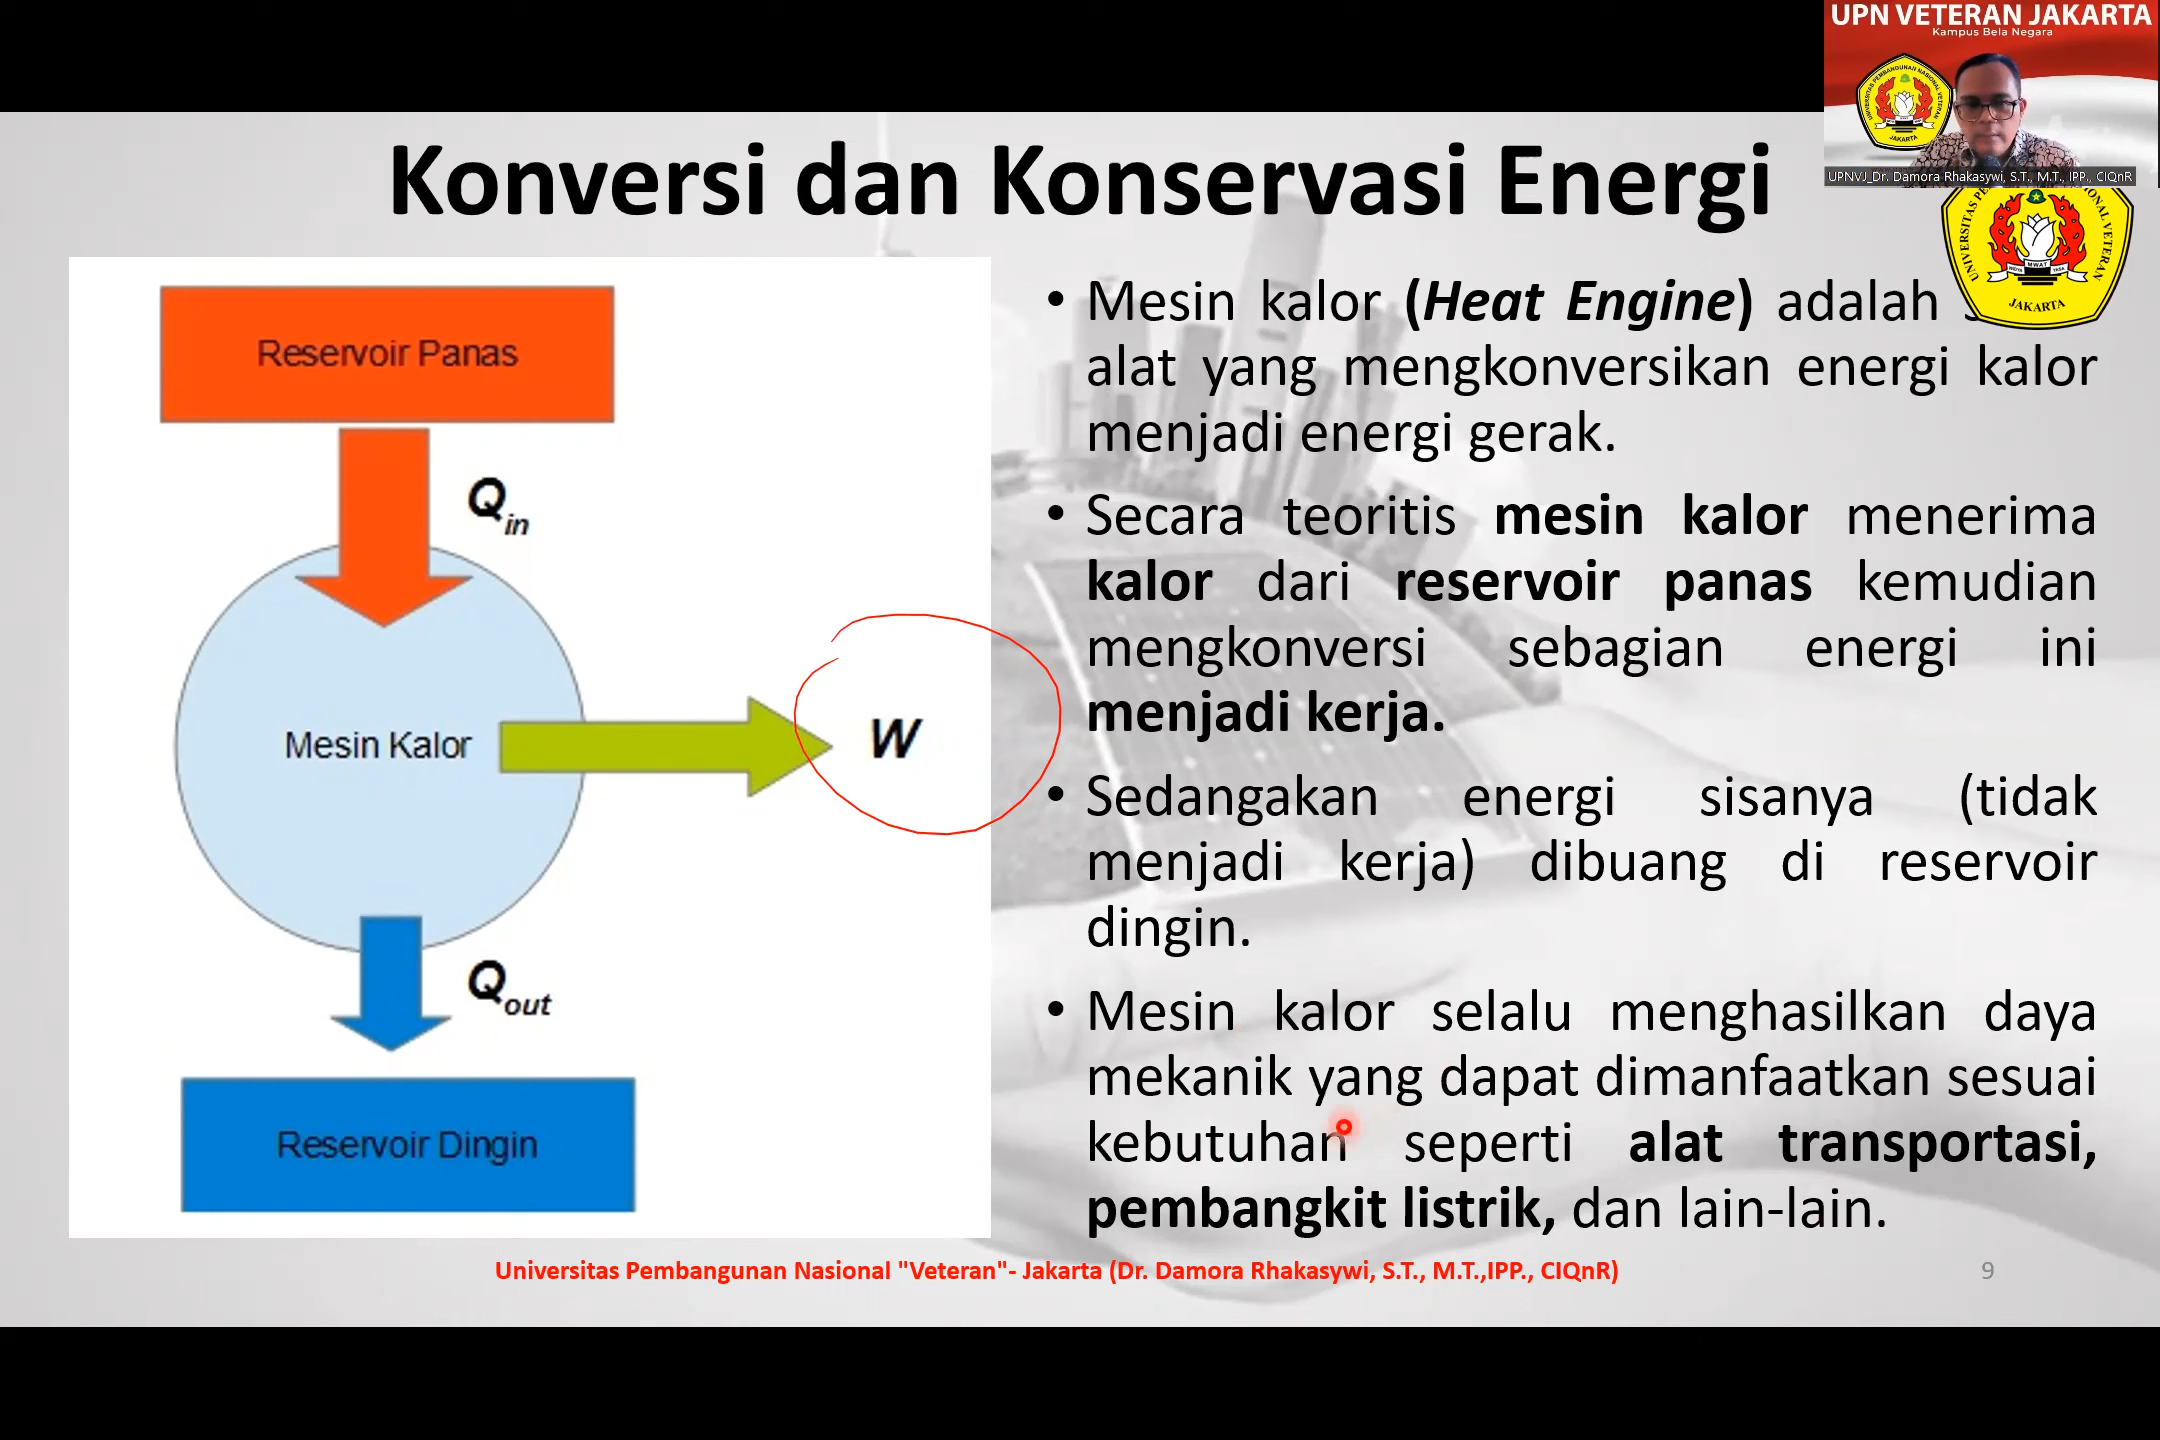 UPN VETERAN JAKARTA
Kampus Bela Negara
UPNVJ_Dr. Damora Rhakasywi, S.T., M.T., IPP., CIQnR
Konversi dan Konservasi Energi
JAKARTA
Reservoir Panas
Qin
Mesin Kalor
W
Qout
Reservoir Dingin
• Mesin kalor (Heat Engine) adalah
alat yang mengkonversikan energi kalor
menjadi energi gerak.
• Secara teoritis mesin kalor menerima
kalor dari reservoir panas kemudian
mengkonversi sebagian energi ini
menjadi kerja.
• Sedangakan energi sisanya (tidak
menjadi kerja) dibuang di reservoir
dingin.
• Mesin kalor selalu menghasilkan daya
mekanik yang dapat dimanfaatkan sesuai
kebutuhan seperti alat transportasi,
pembangkit listrik, dan lain-lain.
Universitas Pembangunan Nasional "Veteran"- Jakarta (Dr. Damora Rhakasywi, S.T., M.T.,IPP., CIQnR)
9